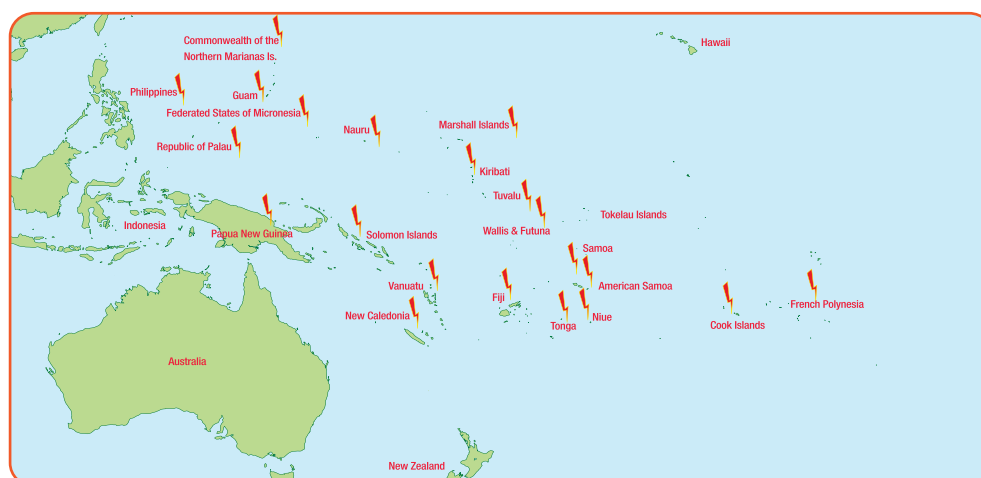 Commonwealth of the
Northern Marianas Is.
Hawaii
Philippines
Guam
Federated States of Micronesia
Nauru
Marshall Islands
Republic of Palau
Kiribati
Tuvalu
Tokelau Islands
Indonesia
Papua New Guinea
Solomon Islands
Wallis & Futuna
Samoa
Vanuatu
American Samoa
Fiji
French Polynesia
New Caledonia
Niue
Tonga
Cook Islands
Australia
New Zealand